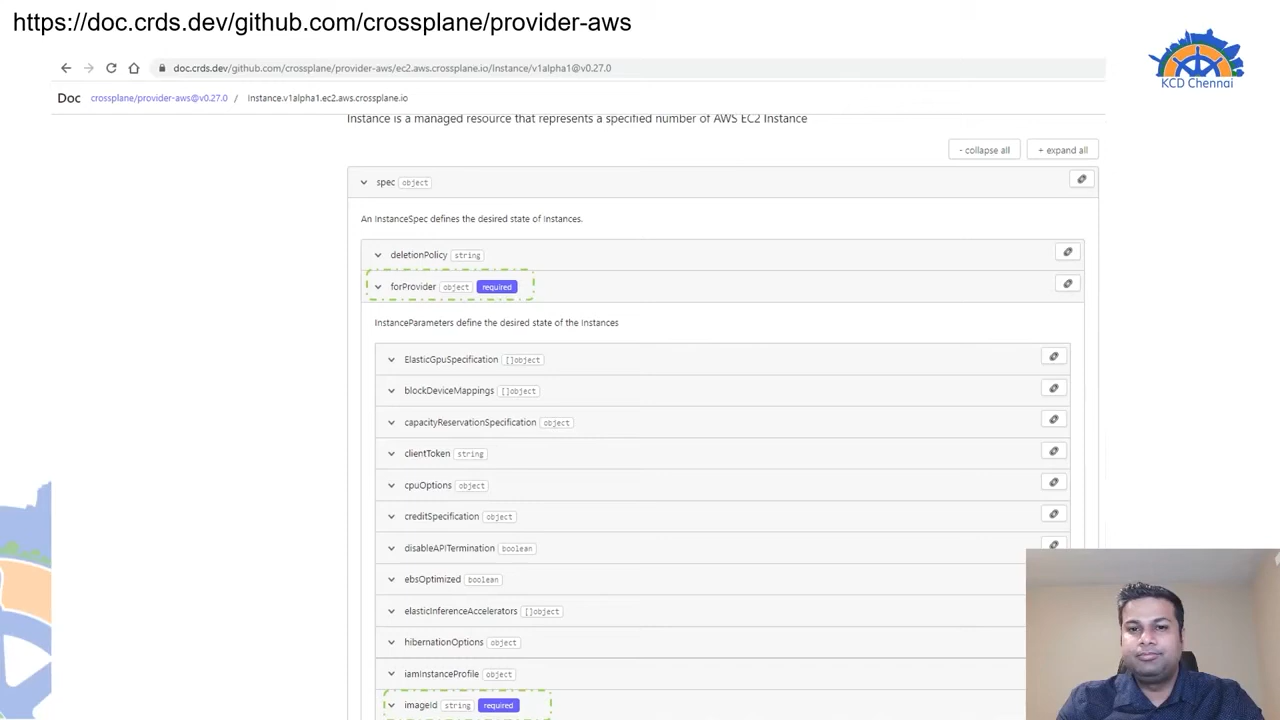 https://doc.crds.dev/github.com/crossplane/provider-aws
KCD Chennai
doc.crds.dev/github.com/crossplane/provider-aws/ec2.aws.crossplane.io/Instance/v1alpha1@v0.27.0
Doc crossplane/provider-aws@v0.27.0 / Instance.v1alpha1.ec2.aws.crossplane.io
Instance is a managed resource that represents a specified number of AWS EC2 Instance
- collapse all + expand all
spec object
An InstanceSpec defines the desired state of Instances.
deletionPolicy string
forProvider object required
InstanceParameters define the desired state of the Instances
ElasticGpuSpecification []object
blockDeviceMappings []object
capacityReservationSpecification object
clientToken string
cpuOptions object
creditSpecification object
disableAPITermination boolean
ebsOptimized boolean
elasticInferenceAccelerators []object
hibernationOptions object
iamInstanceProfile object
imageId string required